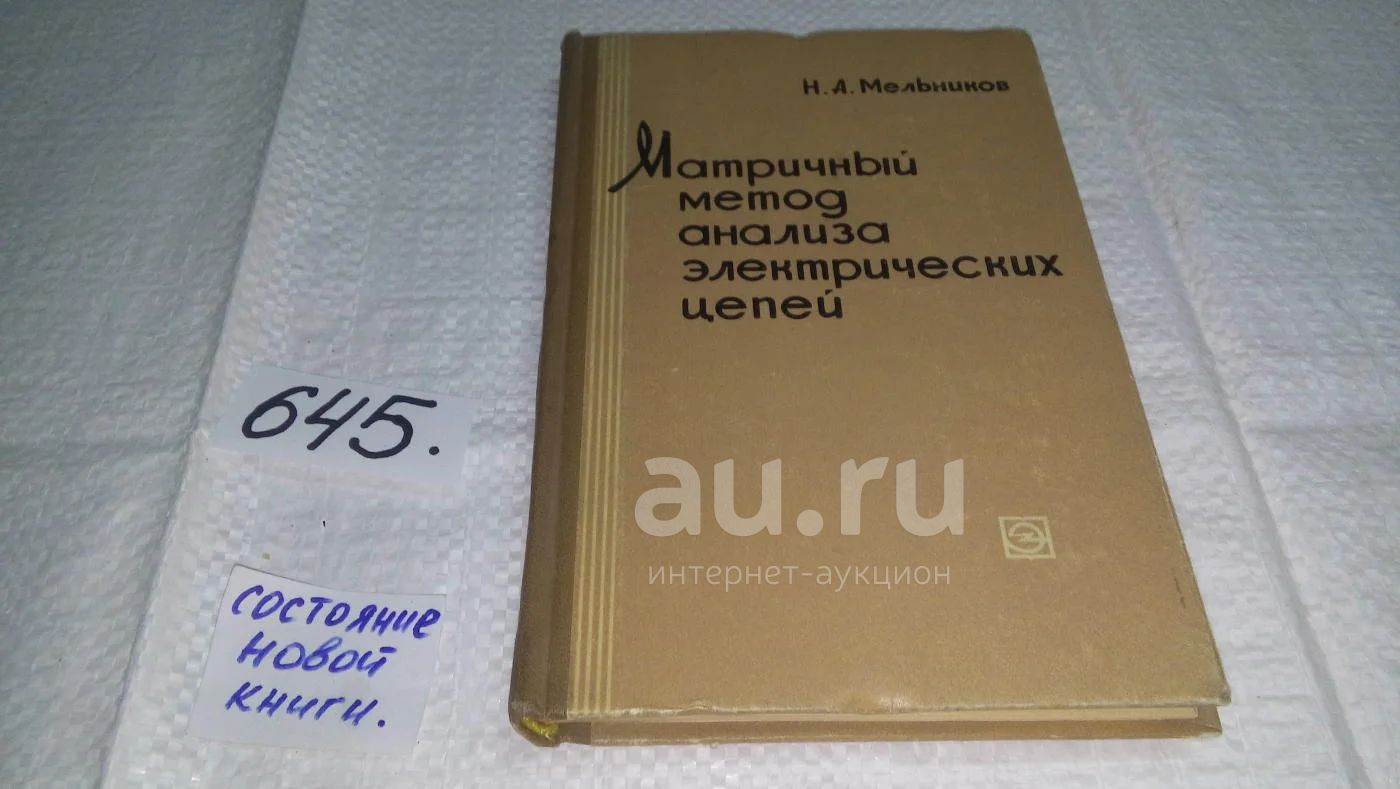 Н. А. Мельников
Матричный
метод
анализа
электрических
цепей
645.
состояние
новой
книги.
au.ru
интернет-аукцион